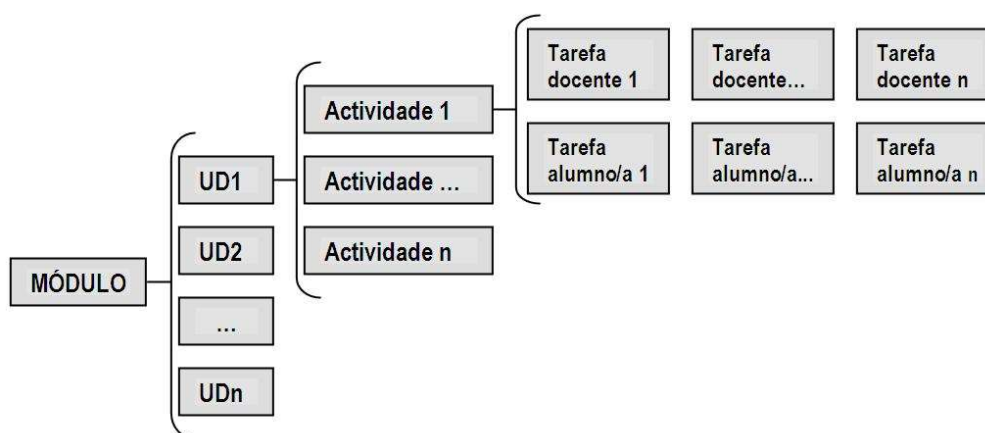 MÓDULO
UD1
UD2
...
UDn
Actividade 1
Actividade ...
Actividade n
Tarefa
docente 1
Tarefa
docente...
Tarefa
docente n
Tarefa
alumno/a 1
Tarefa
alumno/a...
Tarefa
alumno/a n